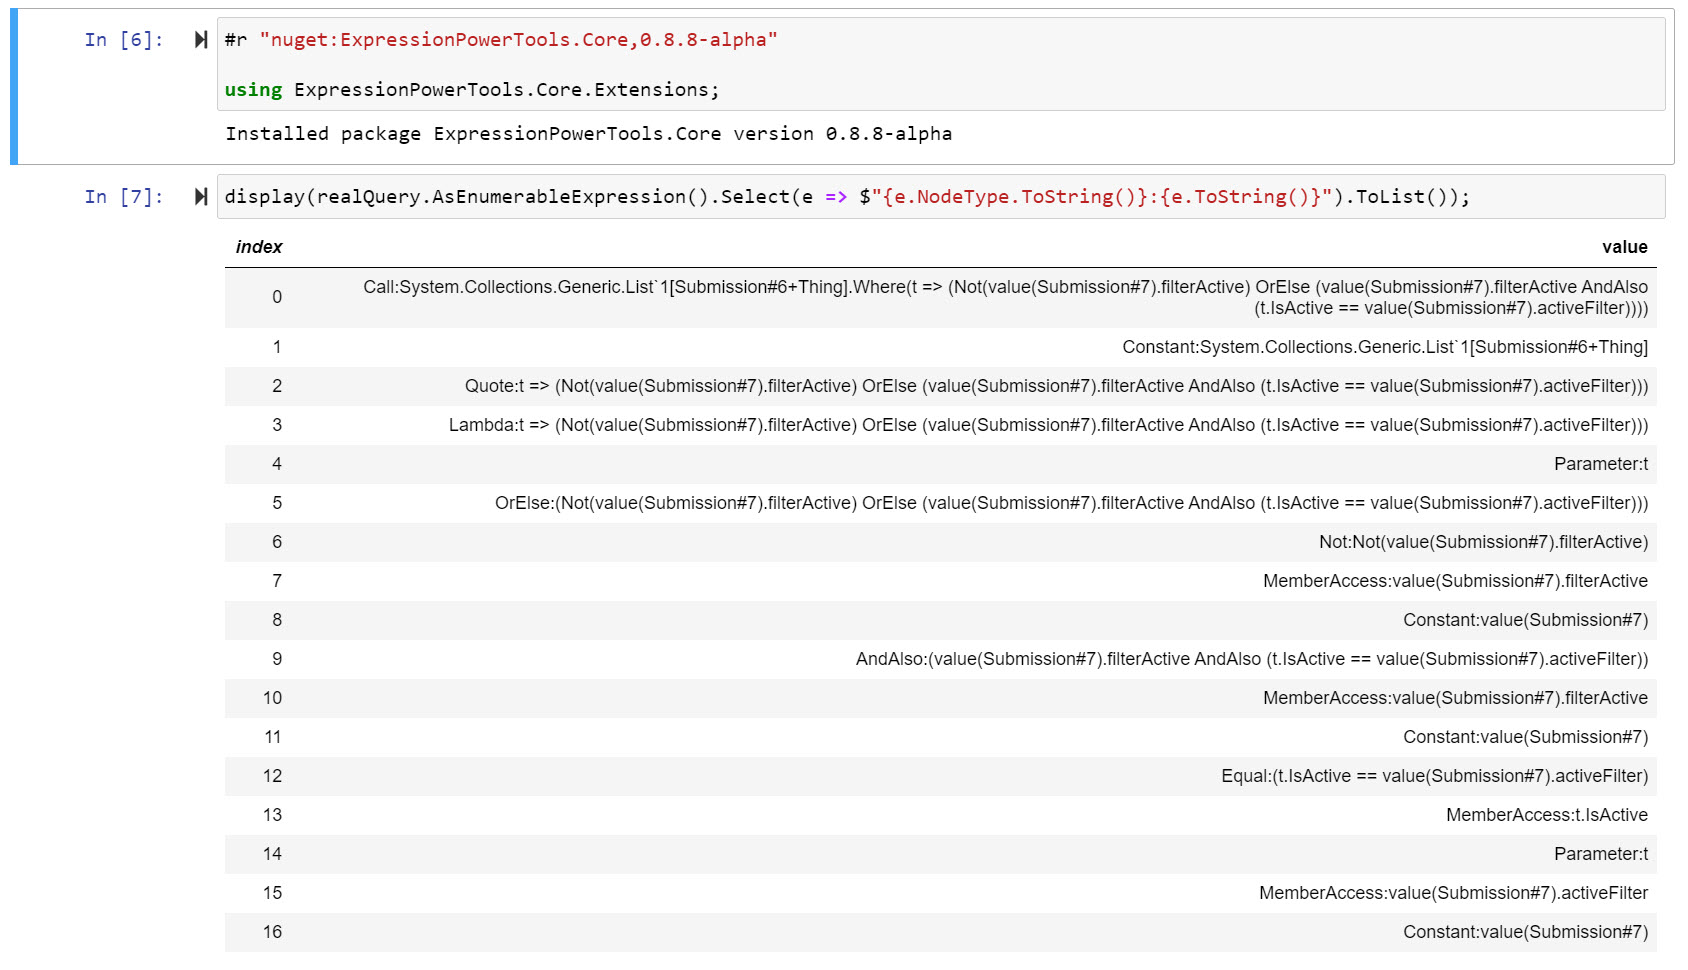 In [6]: #r "nuget:ExpressionPowerTools.Core,0.8.8-alpha"
using ExpressionPowerTools.Core.Extensions;
Installed package ExpressionPowerTools.Core version 0.8.8-alpha
In [7]: display(realQuery.AsEnumerableExpression().Select(e => $"{e.NodeType.ToString()}:{e.ToString()}").ToList());
index value
0 Call:System.Collections.Generic.List`1[Submission#6+Thing].Where(t => (Not(value(Submission#7).filterActive) OrElse (value(Submission#7).filterActive AndAlso
(t.IsActive == value(Submission#7).activeFilter))))
1 Constant:System.Collections.Generic.List`1[Submission#6+Thing]
2 Quote:t => (Not(value(Submission#7).filterActive) OrElse (value(Submission#7).filterActive AndAlso (t.IsActive == value(Submission#7).activeFilter)))
3 Lambda:t => (Not(value(Submission#7).filterActive) OrElse (value(Submission#7).filterActive AndAlso (t.IsActive == value(Submission#7).activeFilter)))
4 Parameter:t
5 OrElse:(Not(value(Submission#7).filterActive) OrElse (value(Submission#7).filterActive AndAlso (t.IsActive == value(Submission#7).activeFilter)))
6 Not:Not(value(Submission#7).filterActive)
7 MemberAccess:value(Submission#7).filterActive
8 Constant:value(Submission#7)
9 AndAlso:(value(Submission#7).filterActive AndAlso (t.IsActive == value(Submission#7).activeFilter))
10 MemberAccess:value(Submission#7).filterActive
11 Constant:value(Submission#7)
12 Equal:(t.IsActive == value(Submission#7).activeFilter)
13 MemberAccess:t.IsActive
14 Parameter:t
15 MemberAccess:value(Submission#7).activeFilter
16 Constant:value(Submission#7)